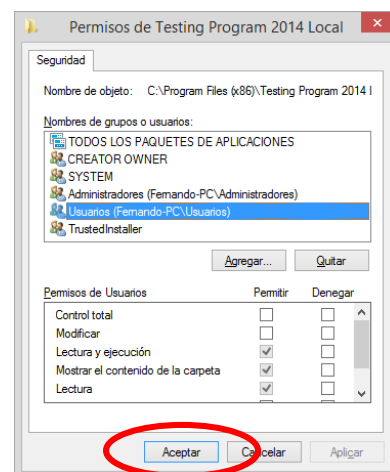 Permisos de Testing Program 2014 Local
Seguridad
Nombre de objeto: C:\Program Files (x86)\Testing Program 2014 l
Nombres de grupos o usuarios:
TODOS LOS PAQUETES DE APLICACIONES
CREATOR OWNER
SYSTEM
Administradores (Fernando-PC\Administradores)
Usuarios (Fernando-PC\Usuarios)
TrustedInstaller
Agregar... Quitar
Permisos de Usuarios Permitir Denegar
Control total
Modificar
Lectura y ejecución
Mostrar el contenido de la carpeta
Lectura
Aceptar Cancelar Aplicar